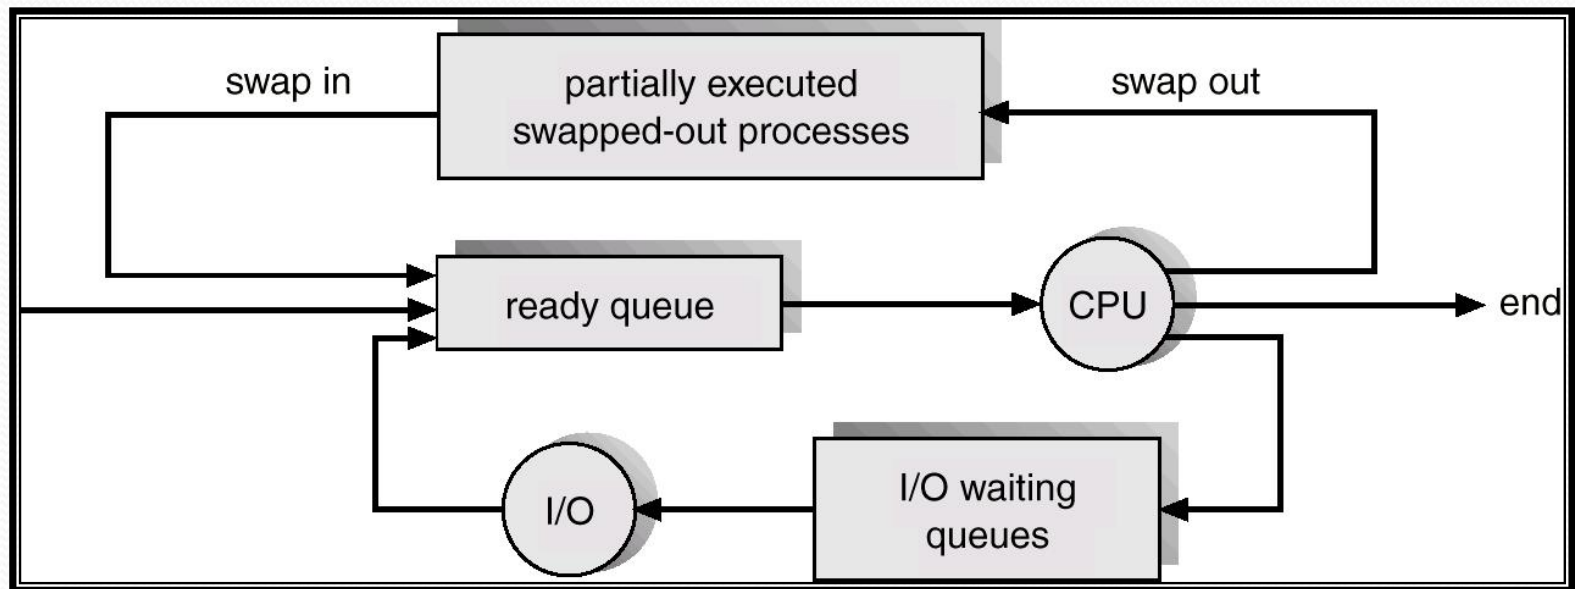 swap in
partially executed
swapped-out processes
swap out
ready queue
CPU
end
I/O
I/O waiting
queues